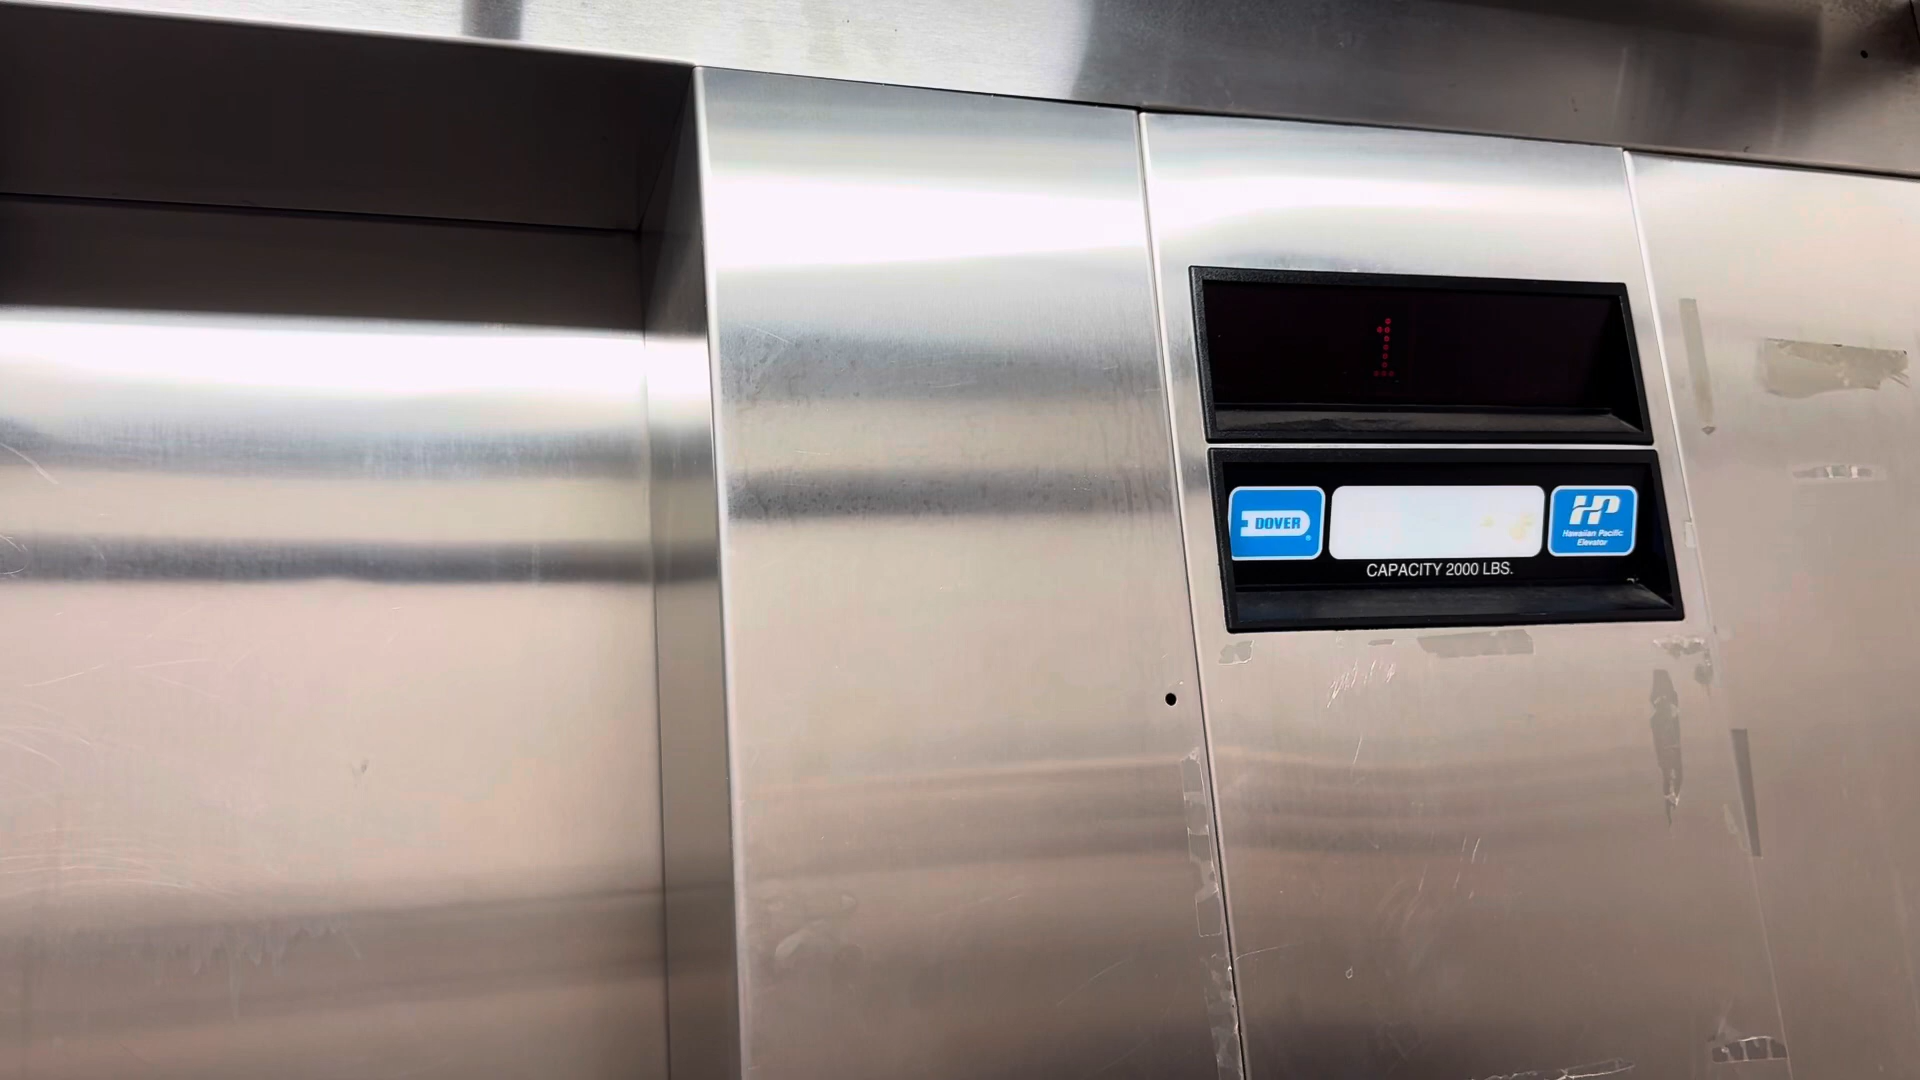 1
DOVER
HP
Hawaiian Pacific
Elevator
CAPACITY 2000 LBS.